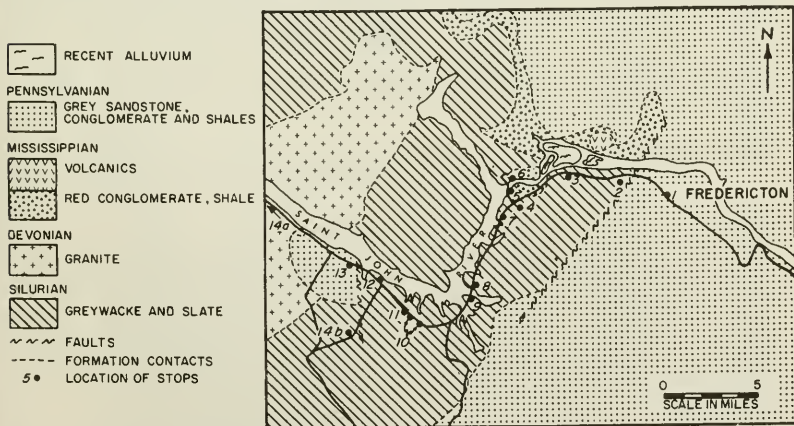 RECENT ALLUVIUM
PENNSYLVANIAN
GREY SANDSTONE,
CONGLOMERATE AND SHALES
MISSISSIPPIAN
VOLCANICS
RED CONGLOMERATE, SHALE
DEVONIAN
GRANITE
SILURIAN
GREYWACKE AND SLATE
FAULTS
FORMATION CONTACTS
5 LOCATION OF STOPS
N
6
3
2
1 FREDERICTON
4
7
SAINT JOHN RIVER
14a
13
12
8
9
11
10
14b
0 5
SCALE IN MILES